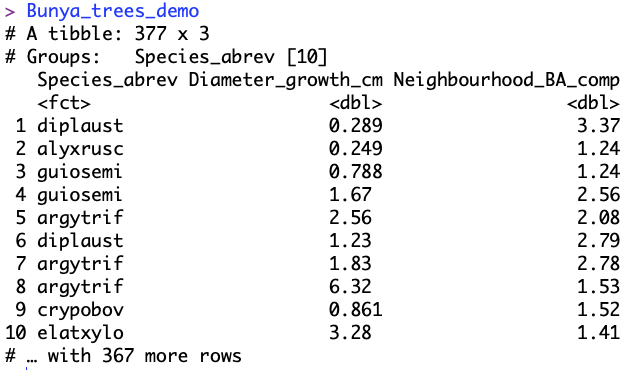 > Bunya_trees_demo
# A tibble: 377 x 3
# Groups:   Species_abrev [10]
   Species_abrev Diameter_growth_cm Neighbourhood_BA_comp
   <fct>                      <dbl>                 <dbl>
 1 diplaust                   0.289                  3.37
 2 alyxrusc                   0.249                  1.24
 3 guiosemi                   0.788                  1.24
 4 guiosemi                   1.67                   2.56
 5 argytrif                   2.56                   2.08
 6 diplaust                   1.23                   2.79
 7 argytrif                   1.83                   2.78
 8 argytrif                   6.32                   1.53
 9 crypobov                   0.861                  1.52
10 elatxylo                   3.28                   1.41
# … with 367 more rows